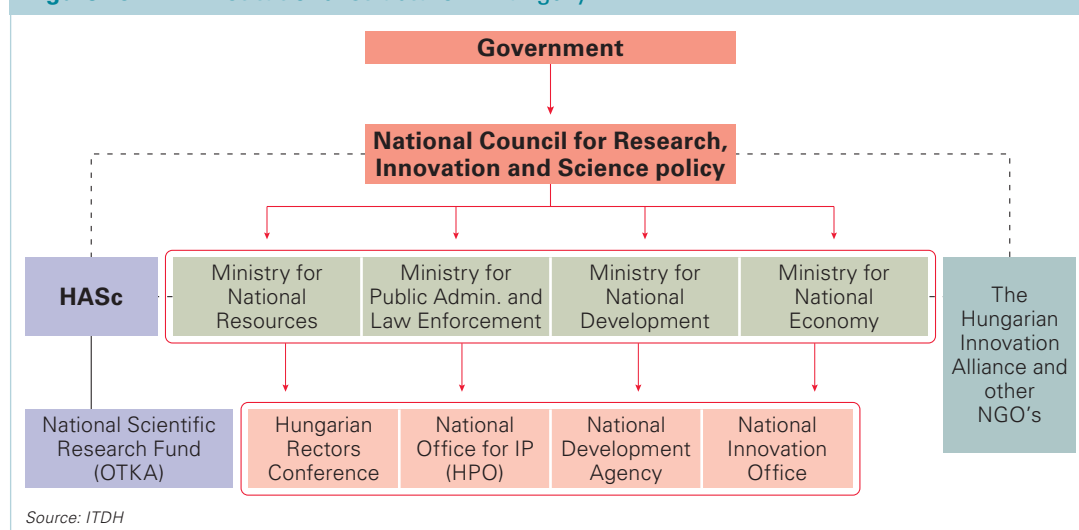 Government
National Council for Research,
Innovation and Science policy
HASc
Ministry for
National
Resources
Ministry for
Public Admin. and
Law Enforcement
Ministry for
National
Development
Ministry for
National
Economy
The
Hungarian
Innovation
Alliance and
other
NGO's
National Scientific
Research Fund
(OTKA)
Hungarian
Rectors
Conference
National
Office for IP
(HPO)
National
Development
Agency
National
Innovation
Office
Source: ITDH